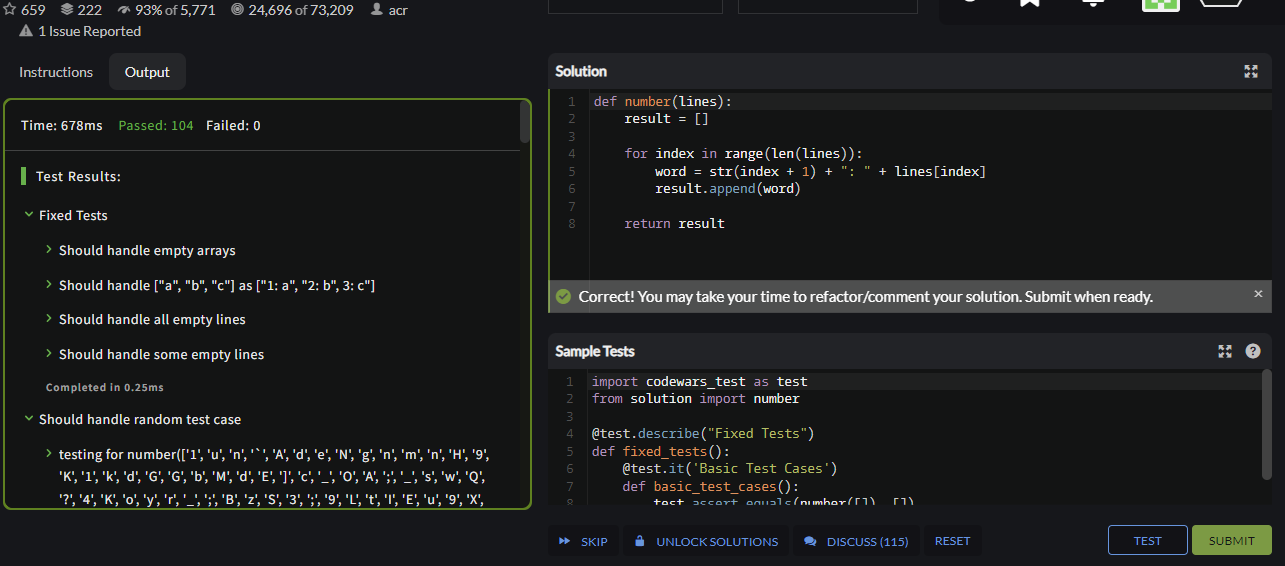 659 222 93% of 5,771 24,696 of 73,209 acr
1 Issue Reported
Instructions Output
Time: 678ms Passed: 104 Failed: 0
Test Results:
Fixed Tests
Should handle empty arrays
Should handle ["a", "b", "c"] as ["1: a", "2: b", 3: c"]
Should handle all empty lines
Should handle some empty lines
Completed in 0.25ms
Should handle random test case
testing for number(['1', 'u', 'n', '`', 'A', 'd', 'e', 'N', 'g', 'n', 'm', 'n', 'H', '9',
'K', '1', 'k', 'd', 'G', 'G', 'b', 'M', 'd', 'E', ']', 'c', '_', 'O', 'A', ';', '_', 's', 'w', 'Q',
'?', '4', 'K', 'o', 'y', 'r', '_', ';', 'B', 'z', 'S', '3', ';', '9', 'L', 't', 'I', 'E', 'u', '9', 'X',
Solution
1 def number(lines):
2     result = []
3
4     for index in range(len(lines)):
5         word = str(index + 1) + ": " + lines[index]
6         result.append(word)
7
8     return result
Correct! You may take your time to refactor/comment your solution. Submit when ready.
Sample Tests
1 import codewars_test as test
2 from solution import number
3
4 @test.describe("Fixed Tests")
5 def fixed_tests():
6     @test.it('Basic Test Cases')
7     def basic_test_cases():
8         test.assert_equals(number([]), [])
SKIP UNLOCK SOLUTIONS DISCUSS (115) RESET TEST SUBMIT